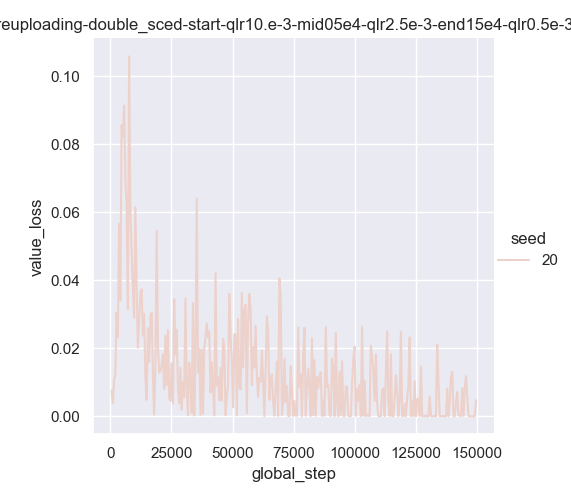 reuploading-double_sced-start-qlr10.e-3-mid05e4-qlr2.5e-3-end15e4-qlr0.5e-3
0.10
0.08
0.06
0.04
0.02
0.00
value_loss
0 25000 50000 75000 100000 125000 150000
global_step
seed
20